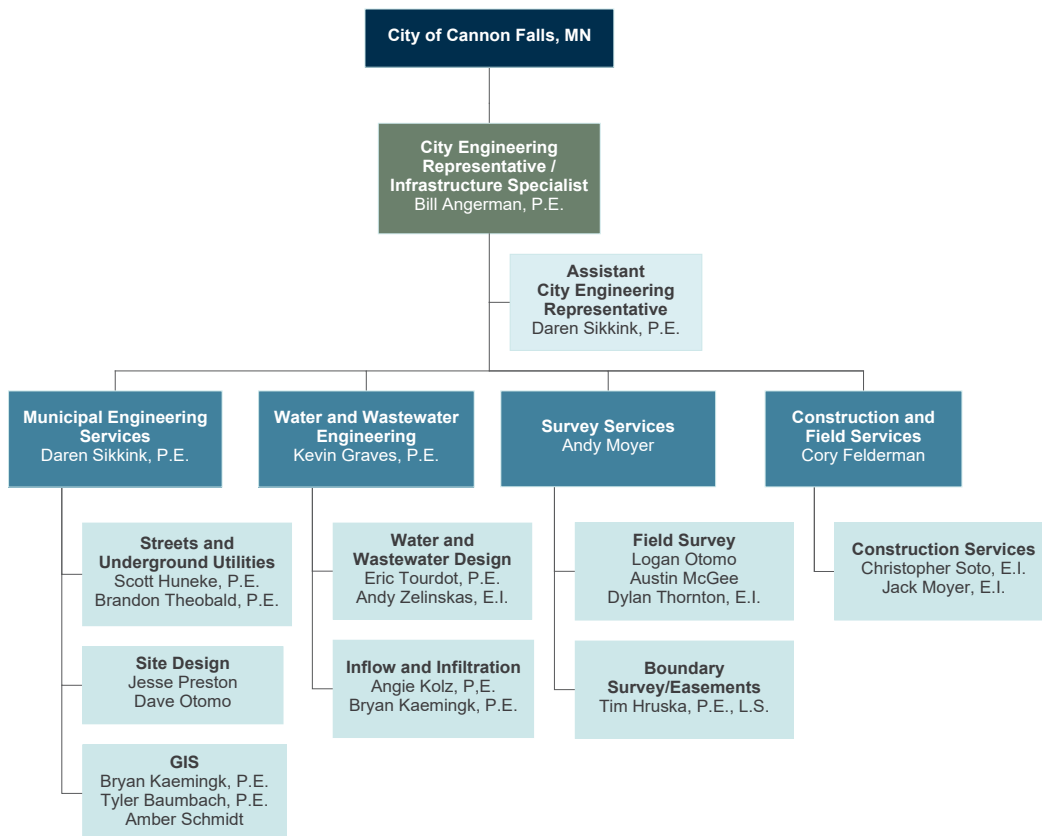 City of Cannon Falls, MN
City Engineering
Representative /
Infrastructure Specialist
Bill Angerman, P.E.
Assistant
City Engineering
Representative
Daren Sikkink, P.E.
Municipal Engineering
Services
Daren Sikkink, P.E.
Streets and
Underground Utilities
Scott Huneke, P.E.
Brandon Theobald, P.E.
Site Design
Jesse Preston
Dave Otomo
GIS
Bryan Kaemingk, P.E.
Tyler Baumbach, P.E.
Amber Schmidt
Water and Wastewater
Engineering
Kevin Graves, P.E.
Water and
Wastewater Design
Eric Tourdot, P.E.
Andy Zelinskas, E.I.
Inflow and Infiltration
Angie Kolz, P,E.
Bryan Kaemingk, P.E.
Survey Services
Andy Moyer
Field Survey
Logan Otomo
Austin McGee
Dylan Thornton, E.I.
Boundary
Survey/Easements
Tim Hruska, P.E., L.S.
Construction and
Field Services
Cory Felderman
Construction Services
Christopher Soto, E.I.
Jack Moyer, E.I.